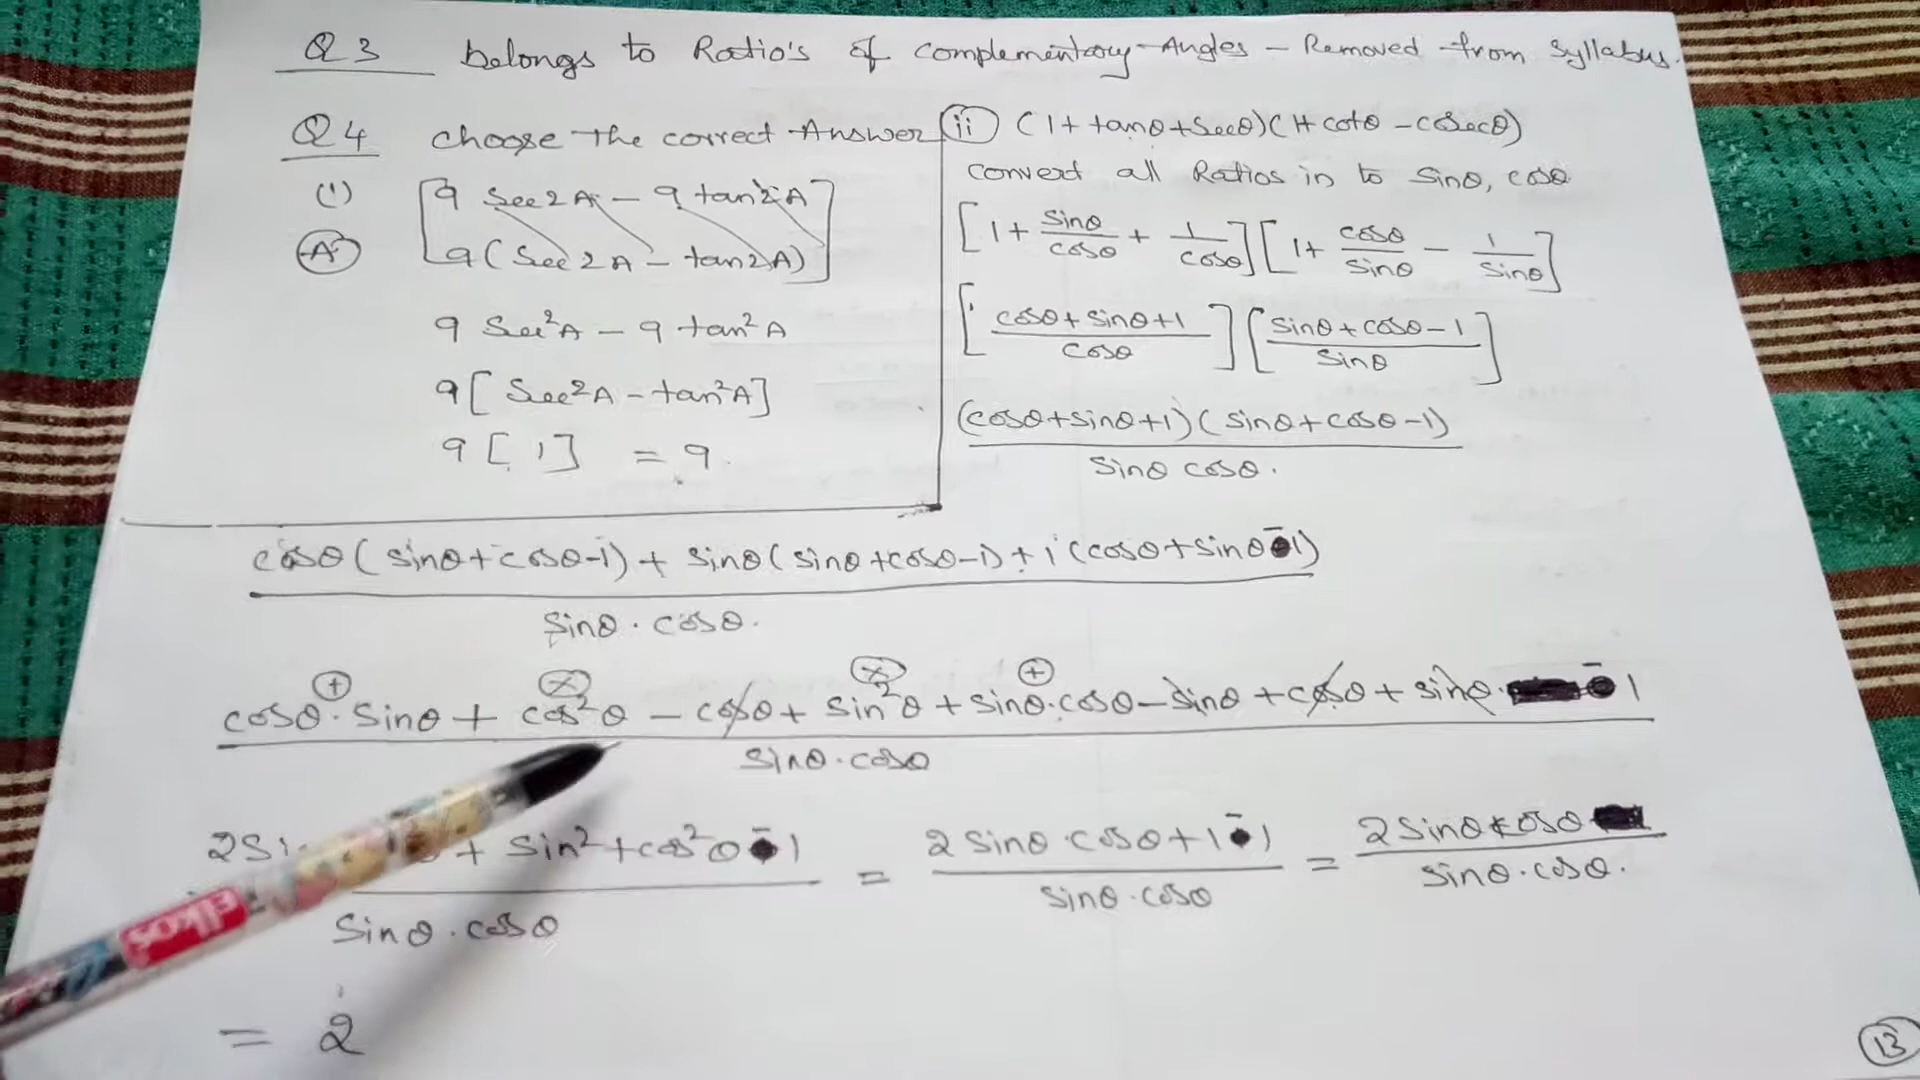 Q3 belongs to Ratio's of Complementary Angles - Removed from Syllabus.
Q4 choose the correct Answer
(1) [9 Sec2A - 9 tan2A
(A) 9(Sec2A - tan2A)]
9 Sec²A - 9 tan²A
9[Sec²A - tan²A]
9[1] = 9.
(ii) (1+tanθ+Secθ)(1+cotθ-cosecθ)
Convert all Ratios in to Sinθ, cosθ
[1+ Sinθ/cosθ + 1/cosθ][1+ cosθ/Sinθ - 1/Sinθ]
[cosθ+sinθ+1/cosθ][Sinθ+cosθ-1/Sinθ]
(cosθ+sinθ+1)(sinθ+cosθ-1)
Sinθ cosθ.
cosθ(sinθ+cosθ-1)+ sinθ(sinθ+cosθ-1)+1(cosθ+sinθ-1)
Sinθ·cosθ.
+ × × +
cosθ·Sinθ+ cos²θ - cosθ+ sin²θ + sinθ·cosθ-sinθ +cosθ + sinθ - 1
Sinθ·cosθ
2Si + Sin²+cos²θ-1 = 2 Sinθ·cosθ+1-1 = 2 Sinθ cosθ
Sinθ·cosθ Sinθ·cosθ Sinθ·cosθ.
elkos
= 2
13